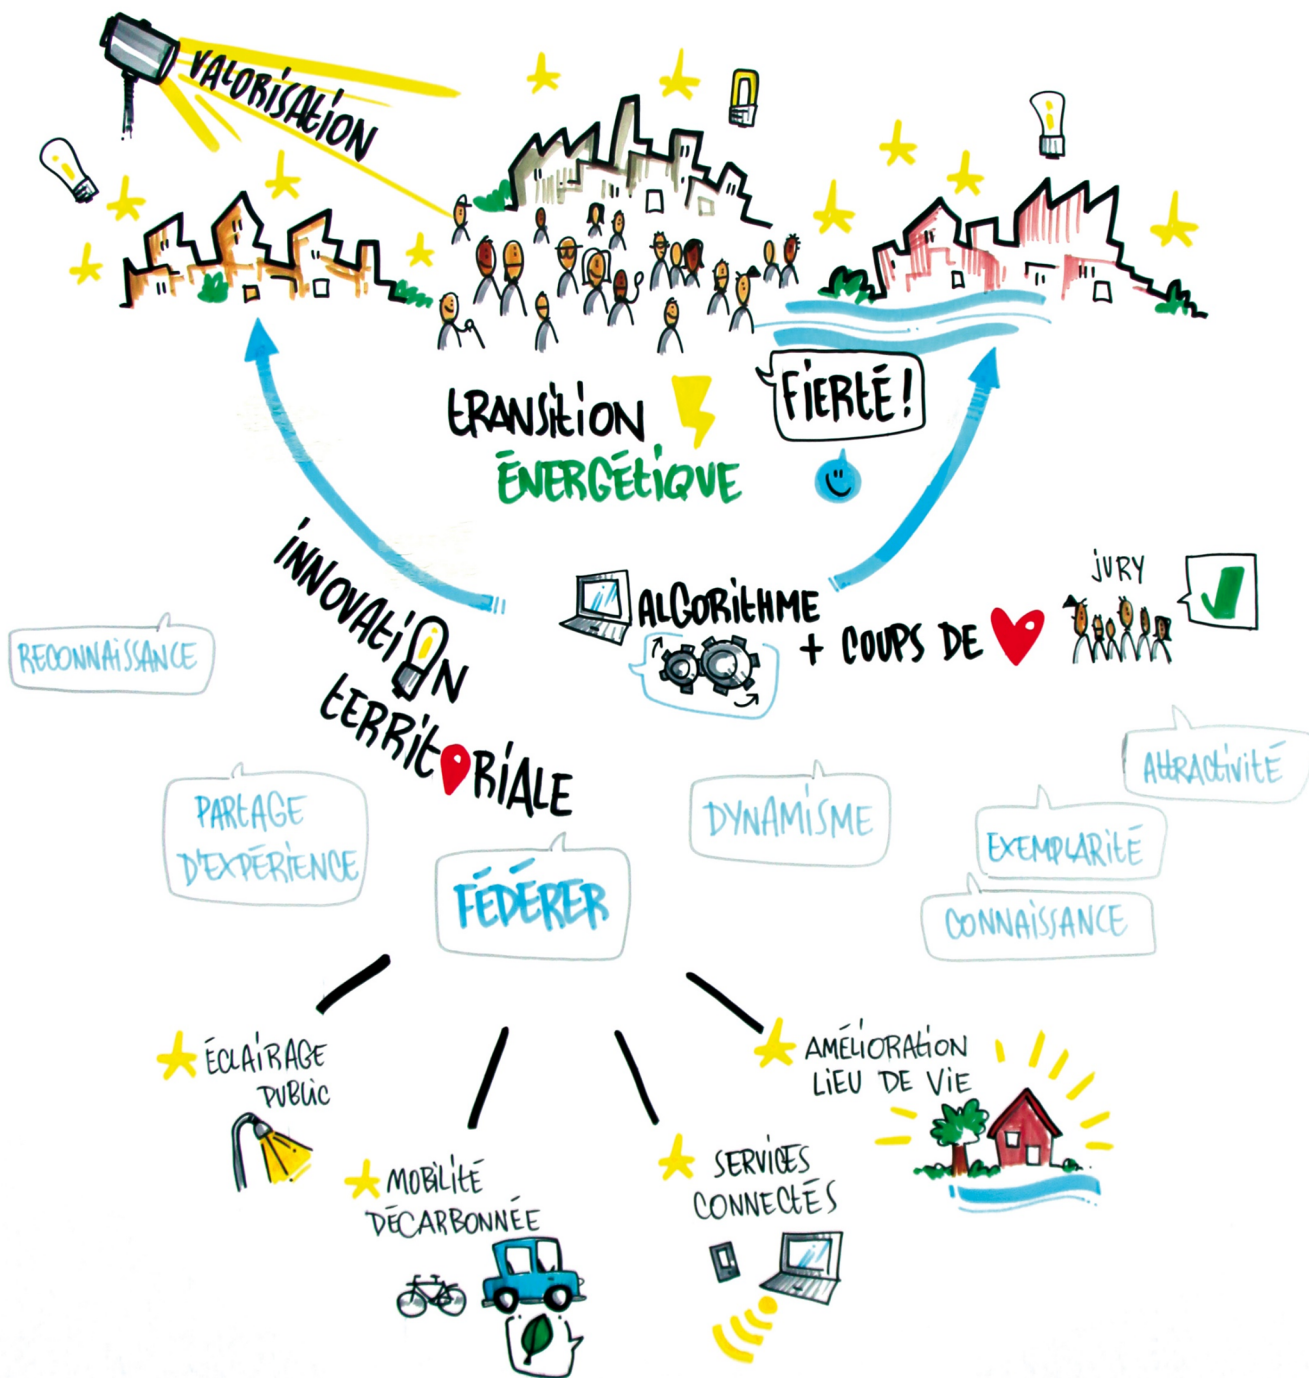 VALORISATION
TRANSITION
ÉNERGÉTIQUE
FIERTÉ !
INNOVATION
TERRITORIALE
ALGORITHME
+ COUPS DE
JURY
RECONNAISSANCE
PARTAGE
D'EXPÉRIENCE
FÉDÉRER
DYNAMISME
ATTRACTIVITÉ
EXEMPLARITÉ
CONNAISSANCE
ÉCLAIRAGE
PUBLIC
MOBILITÉ
DÉCARBONNÉE
SERVICES
CONNECTÉS
AMÉLIORATION
LIEU DE VIE